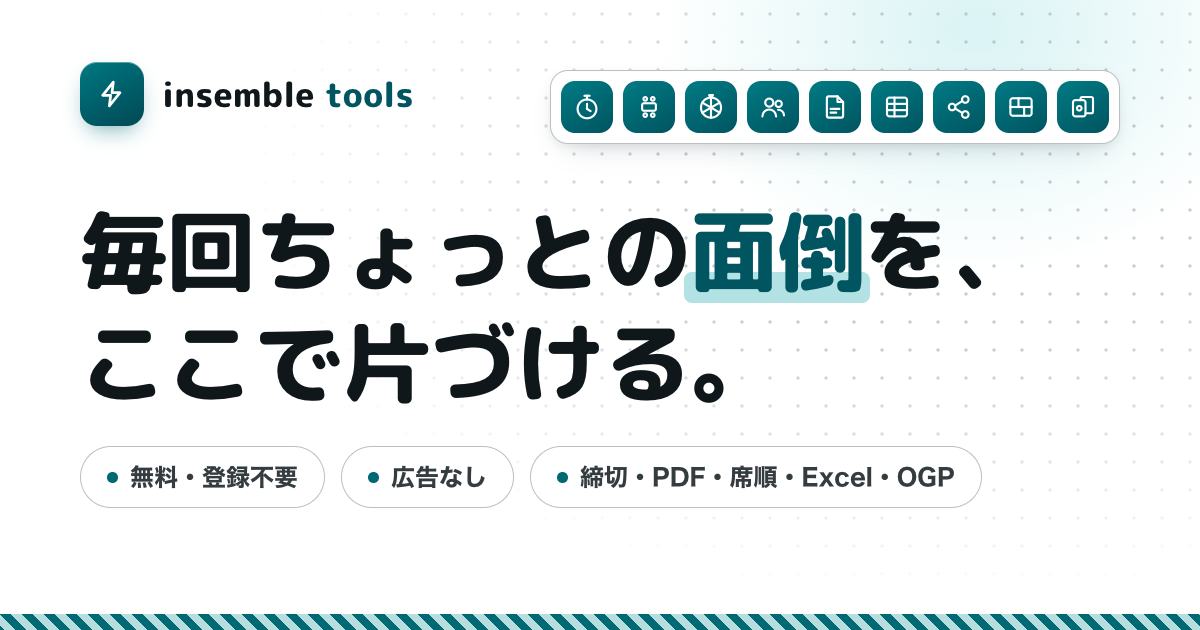 insemble tools
毎回ちょっとの面倒を、
ここで片づける。
無料・登録不要
広告なし
締切・PDF・席順・Excel・OGP